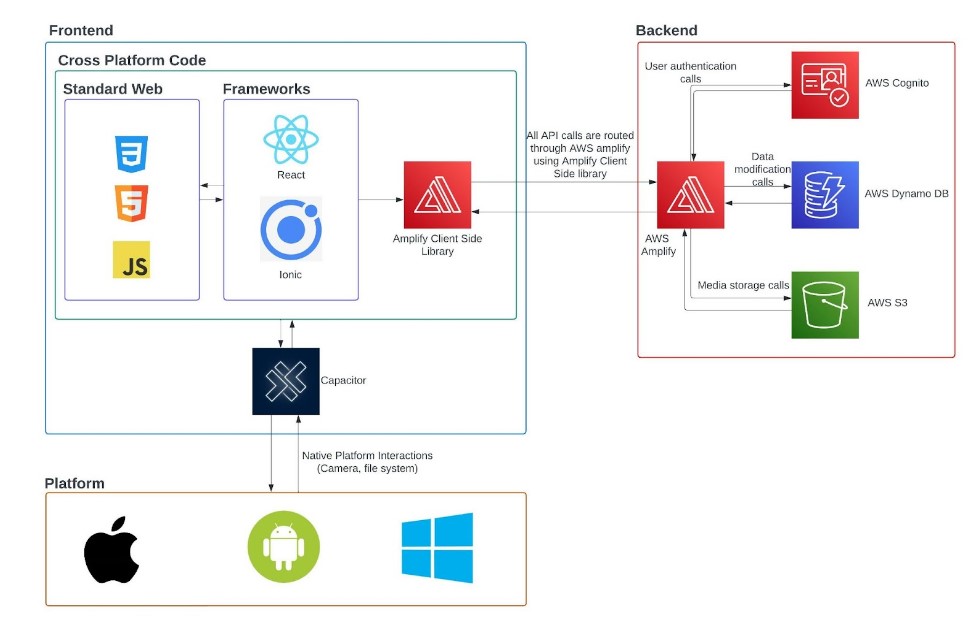 Frontend
Cross Platform Code
Standard Web
Frameworks
3
5
JS
React
Ionic
Amplify Client Side
Library
All API calls are routed
through AWS amplify
using Amplify Client
Side library
Backend
User authentication
calls
AWS Cognito
Data
modification
calls
AWS Dynamo DB
AWS
Amplify
Media storage calls
AWS S3
Capacitor
Native Platform Interactions
(Camera, file system)
Platform